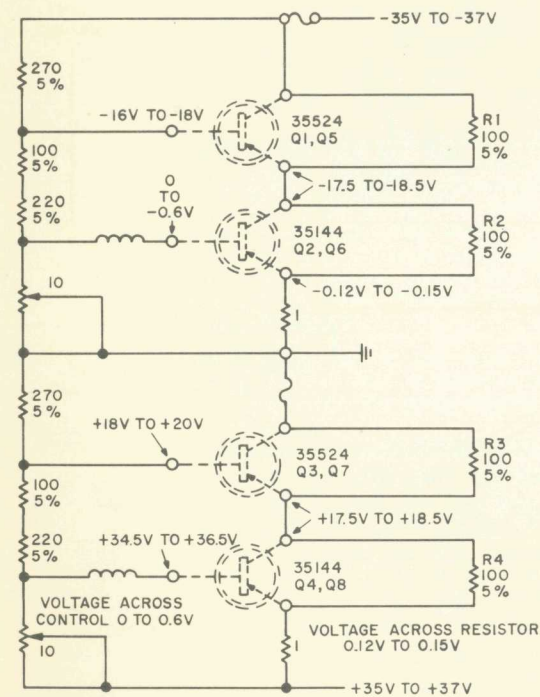 -35V TO -37V
270
5%
-16V TO -18V
35524
Q1, Q5
R1
100
5%
100
5%
-17.5 TO -18.5V
0
TO
-0.6V
220
5%
35144
Q2, Q6
R2
100
5%
10
-0.12V TO -0.15V
1
270
5%
+18V TO +20V
35524
Q3, Q7
R3
100
5%
100
5%
+17.5V TO +18.5V
220
5%
+34.5V TO +36.5V
35144
Q4, Q8
R4
100
5%
VOLTAGE ACROSS
CONTROL 0 TO 0.6V
10
1
VOLTAGE ACROSS RESISTOR
0.12V TO 0.15V
+35V TO +37V